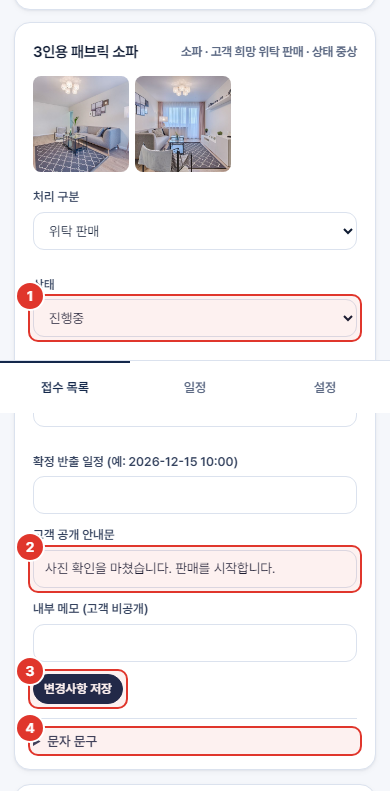 3인용 패브릭 소파
소파 · 고객 희망 위탁 판매 · 상태 중상
처리 구분
위탁 판매
상태
1
진행중
접수 목록
일정
설정
확정 반출 일정 (예: 2026-12-15 10:00)
고객 공개 안내문
2
사진 확인을 마쳤습니다. 판매를 시작합니다.
내부 메모 (고객 비공개)
3
변경사항 저장
4
문자 문구